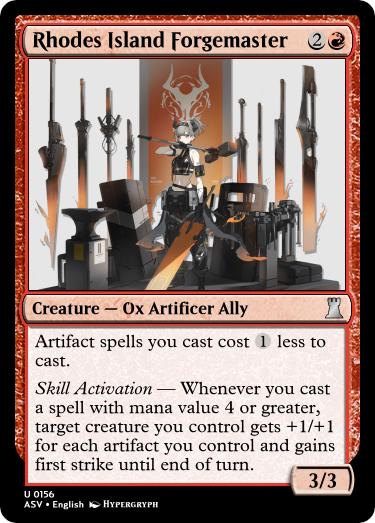 Rhodes Island Forgemaster 2
Creature — Ox Artificer Ally
Artifact spells you cast cost 1 less to
cast.
Skill Activation — Whenever you cast
a spell with mana value 4 or greater,
target creature you control gets +1/+1
for each artifact you control and gains
first strike until end of turn.
3/3
U 0156
ASV • English HYPERGRYPH